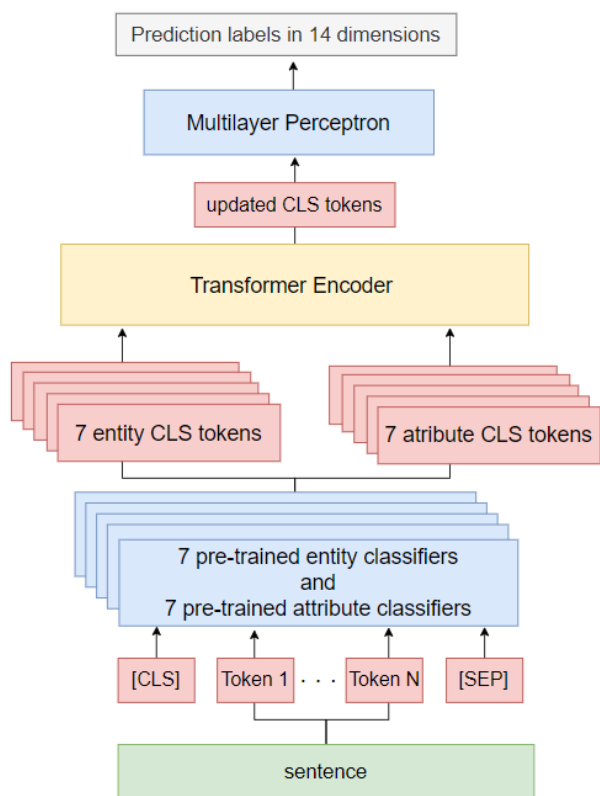 Prediction labels in 14 dimensions
Multilayer Perceptron
updated CLS tokens
Transformer Encoder
7 entity CLS tokens
7 atribute CLS tokens
7 pre-trained entity classifiers
and
7 pre-trained attribute classifiers
[CLS]
Token 1
. . .
Token N
[SEP]
sentence